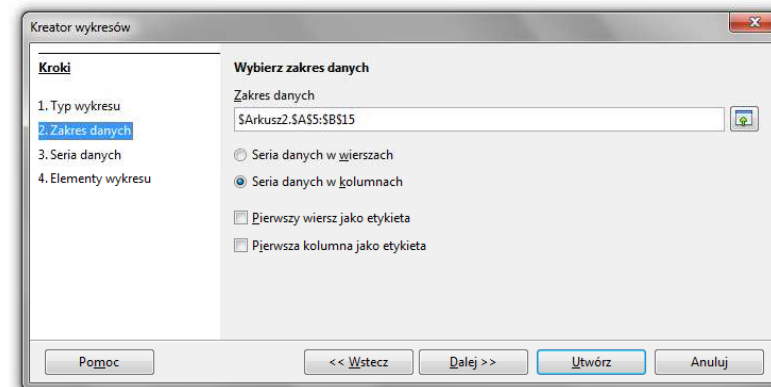 Kreator wykresów
Kroki
1. Typ wykresu
2. Zakres danych
3. Seria danych
4. Elementy wykresu
Wybierz zakres danych
Zakres danych
$Arkusz2.$A$5:$B$15
Seria danych w wierszach
Seria danych w kolumnach
Pierwszy wiersz jako etykieta
Pierwsza kolumna jako etykieta
Pomoc
<< Wstecz
Dalej >>
Utwórz
Anuluj